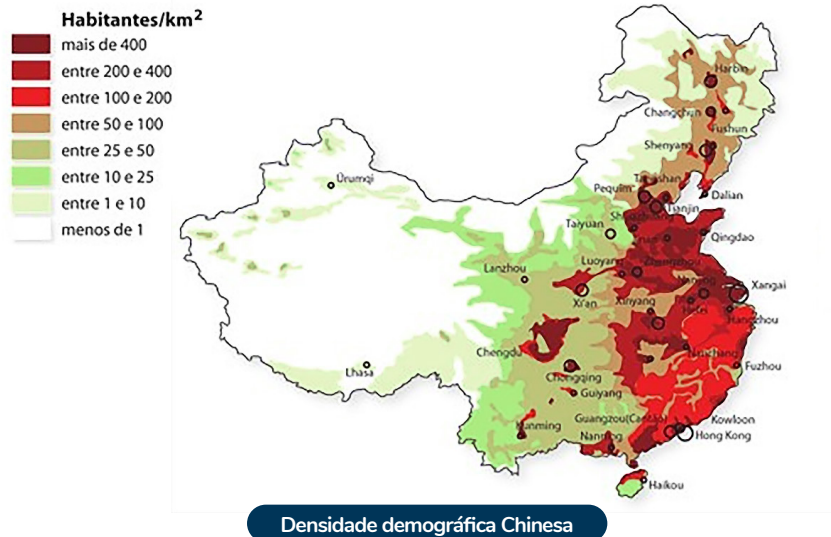 Habitantes/km²
mais de 400
entre 200 e 400
entre 100 e 200
entre 50 e 100
entre 25 e 50
entre 10 e 25
entre 1 e 10
menos de 1
Harbin
Changchun
Fushun
Shenyang
Pequim
Dalian
Tianjin
Taiyuan
Qingdao
Luoyang
Zhengzhou
Lanzhou
Ürumqi
Xi'an
Xinyang
Xangai
Hefei
Hangzhou
Chengdu
Nanchang
Lhasa
Chongqing
Fuzhou
Guiyang
Guangzhou(Cantão)
Kowloon
Kunming
Nanning
Hong Kong
Haikou
Densidade demográfica Chinesa